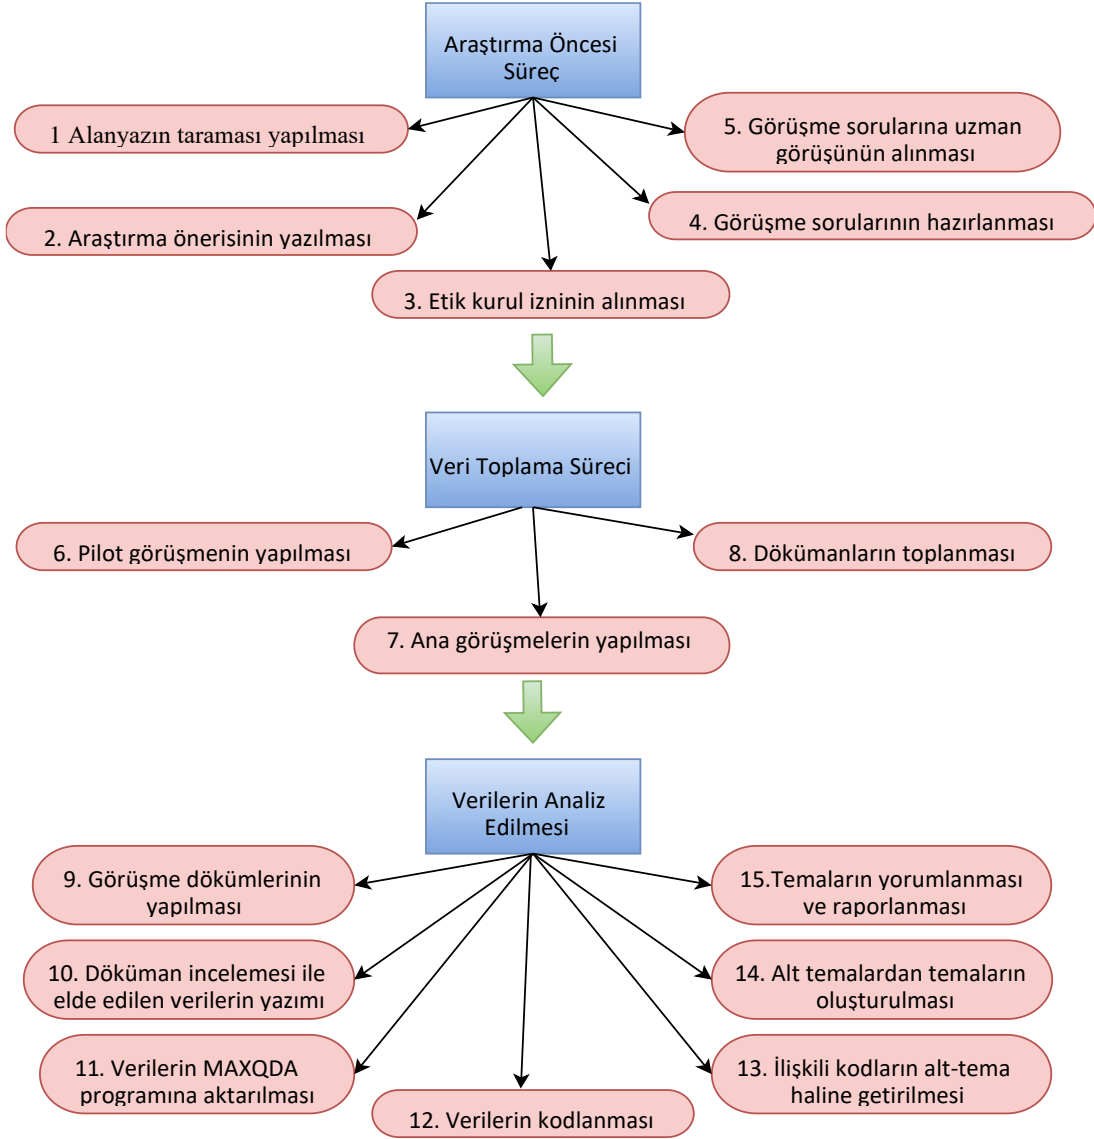 Araştırma Öncesi
Süreç
1 Alanyazın taraması yapılması
2. Araştırma önerisinin yazılması
3. Etik kurul izninin alınması
4. Görüşme sorularının hazırlanması
5. Görüşme sorularına uzman
görüşünün alınması
Veri Toplama Süreci
6. Pilot görüşmenin yapılması
7. Ana görüşmelerin yapılması
8. Dökümanların toplanması
Verilerin Analiz
Edilmesi
9. Görüşme dökümlerinin
yapılması
10. Döküman incelemesi ile
elde edilen verilerin yazımı
11. Verilerin MAXQDA
programına aktarılması
12. Verilerin kodlanması
13. İlişkili kodların alt-tema
haline getirilmesi
14. Alt temalardan temaların
oluşturulması
15.Temaların yorumlanması
ve raporlanması